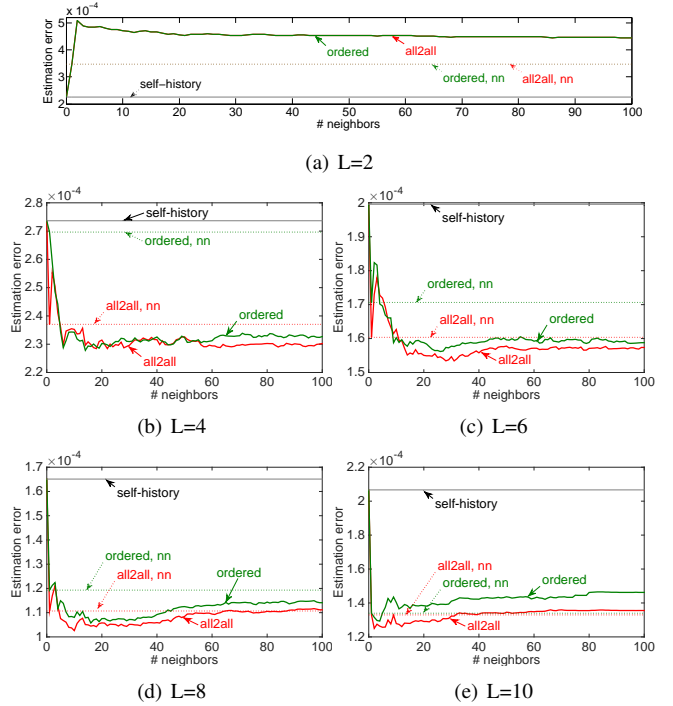 × 10⁻⁴
5
4
3
2
Estimation error
ordered
all2all
ordered, nn
all2all, nn
self−history
0 10 20 30 40 50 60 70 80 90 100
# neighbors
(a) L=2
×10⁻⁴
2.8
2.7
2.6
2.5
2.4
2.3
2.2
Estimation error
self-history
ordered, nn
all2all, nn
ordered
all2all
0 20 40 60 80 100
# neighbors
(b) L=4
×10⁻⁴
2
1.9
1.8
1.7
1.6
1.5
Estimation error
self-history
ordered, nn
all2all, nn
ordered
all2all
0 20 40 60 80 100
# neighbors
(c) L=6
×10⁻⁴
1.7
1.6
1.5
1.4
1.3
1.2
1.1
1
Estimation error
self-history
ordered, nn
all2all, nn
ordered
all2all
0 20 40 60 80 100
# neighbors
(d) L=8
×10⁻⁴
2.2
2
1.8
1.6
1.4
1.2
Estimation error
self-history
all2all, nn
ordered, nn
ordered
all2all
0 20 40 60 80 100
# neighbors
(e) L=10